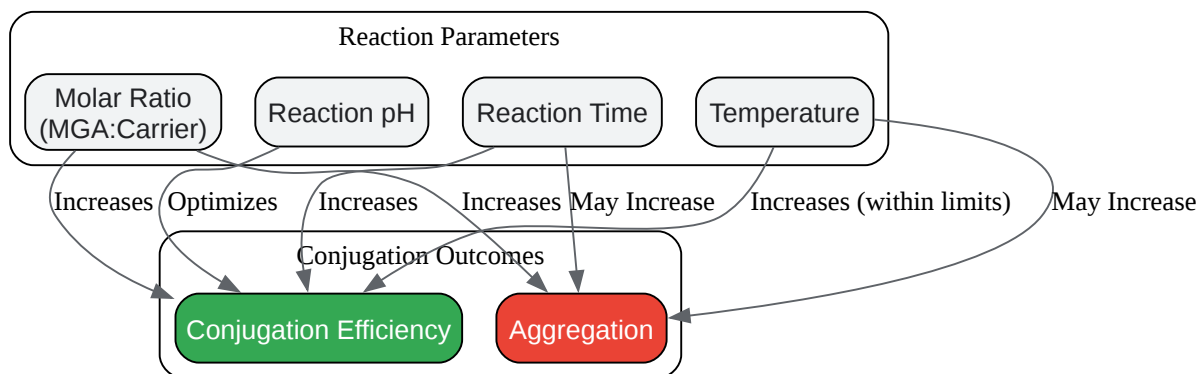 Reaction Parameters
Molar Ratio
(MGA:Carrier)
Reaction pH
Reaction Time
Temperature
Increases
Optimizes
Increases
Increases
May Increase
Increases (within limits)
May Increase
Conjugation Outcomes
Conjugation Efficiency
Aggregation